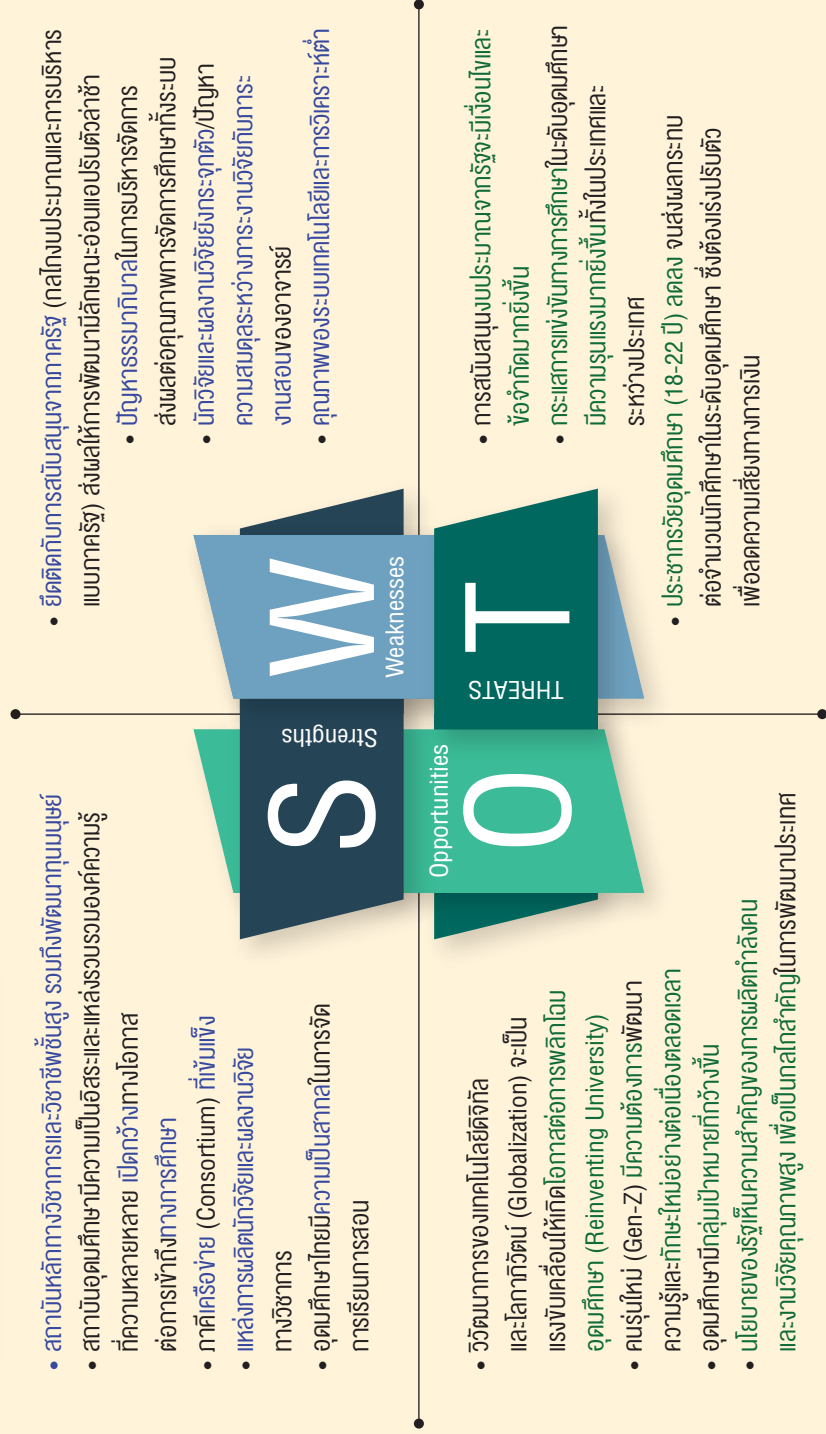 • สถาบันหลักทางวิชาการและวิชาชีพชั้นสูง รวมถึงพัฒนาทุนมนุษย์
• สถาบันอุดมศึกษามีความเป็นอิสระและแหล่งรวบรวมองค์ความรู้
ที่ความหลายหลาย เปิดกว้างทางโอกาส
ต่อการเข้าถึงทางการศึกษา
• ภาคีเครือข่าย (Consortium) ที่เข้มแข็ง
• แหล่งการผลิตนักวิจัยและผลงานวิจัย
ทางวิชาการ
• อุดมศึกษาไทยมีความเป็นสากลในการจัด
การเรียนการสอน
S
Strengths
• ยึดติดกับการสนับสนุนจากภาครัฐ (กลไกงบประมาณและการบริหาร
แบบภาครัฐ) ส่งผลให้การพัฒนามีลักษณะอ่อนแอปรับตัวล่าช้า
• ปัญหาธรรมาภิบาลในการบริหารจัดการ
ส่งผลต่อคุณภาพการจัดการศึกษาทั้งระบบ
• นักวิจัยและผลงานวิจัยยังกระจุกตัว/ปัญหา
ความสมดุลระหว่างภาระงานวิจัยกับภาระ
งานสอนของอาจารย์
• คุณภาพของระบบเทคโนโลยีและการวิเคราะห์ต่ำ
W
Weaknesses
• วิวัฒนาการของเทคโนโลยีดิจิทัล
และโลกาภิวัตน์ (Globalization) จะเป็น
แรงขับเคลื่อนให้เกิดโอกาสต่อการพลิกโฉม
อุดมศึกษา (Reinventing University)
• คนรุ่นใหม่ (Gen-Z) มีความต้องการพัฒนา
ความรู้และทักษะใหม่อย่างต่อเนื่องตลอดเวลา
• อุดมศึกษามีกลุ่มเป้าหมายที่กว้างขึ้น
• นโยบายของรัฐเห็นความสำคัญของการผลิตกำลังคน
และงานวิจัยคุณภาพสูง เพื่อเป็นกลไกสำคัญในการพัฒนาประเทศ
Opportunities
O
• การสนับสนุนงบประมาณจากรัฐจะมีเงื่อนไขและ
ข้อจำกัดมากยิ่งขึ้น
• กระแสการแข่งขันทางการศึกษาในระดับอุดมศึกษา
มีความรุนแรงมากยิ่งขึ้นทั้งในประเทศและ
ระหว่างประเทศ
• ประชากรวัยอุดมศึกษา (18-22 ปี) ลดลง จนส่งผลกระทบ
ต่อจำนวนนักศึกษาในระดับอุดมศึกษา ซึ่งต้องเร่งปรับตัว
เพื่อลดความเสี่ยงทางการเงิน
THREATS
T